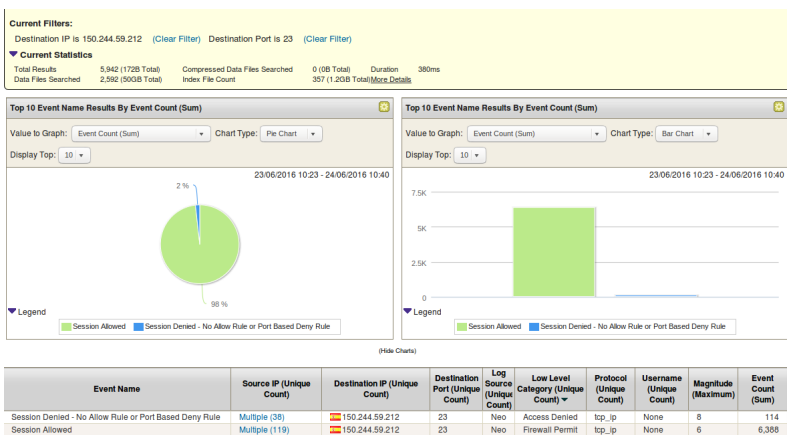 Current Filters:
Destination IP is 150.244.59.212 (Clear Filter) Destination Port is 23 (Clear Filter)
Current Statistics
Total Results 5,942 (172B Total) Compressed Data Files Searched 0 (0B Total) Duration 380ms
Data Files Searched 2,592 (50GB Total) Index File Count 357 (1.2GB Total) More Details
Top 10 Event Name Results By Event Count (Sum)
Value to Graph: Event Count (Sum) Chart Type: Pie Chart
Display Top: 10
23/06/2016 10:23 - 24/06/2016 10:40
2 %
98 %
Legend
Session Allowed Session Denied - No Allow Rule or Port Based Deny Rule
Top 10 Event Name Results By Event Count (Sum)
Value to Graph: Event Count (Sum) Chart Type: Bar Chart
Display Top: 10
23/06/2016 10:23 - 24/06/2016 10:40
7.5K
5K
2.5K
0
Legend
Session Allowed Session Denied - No Allow Rule or Port Based Deny Rule
(Hide Charts)
Event Name Source IP (Unique Count) Destination IP (Unique Count) Destination Port (Unique Count) Log Source (Unique Count) Low Level Category (Unique Count) Protocol (Unique Count) Username (Unique Count) Magnitude (Maximum) Event Count (Sum)
Session Denied - No Allow Rule or Port Based Deny Rule Multiple (38) 150.244.59.212 23 Neo Access Denied tcp_ip None 8 114
Session Allowed Multiple (119) 150.244.59.212 23 Neo Firewall Permit tcp_ip None 6 6,388